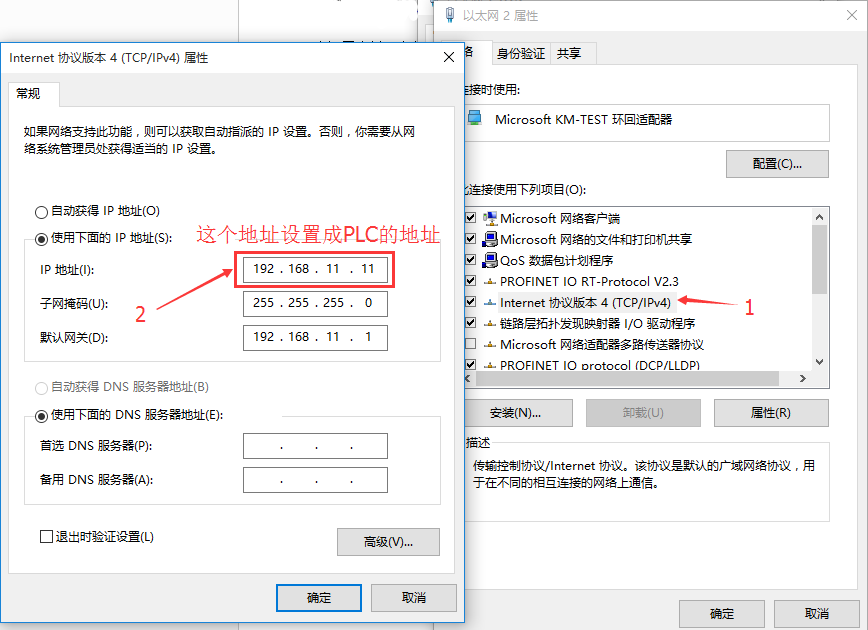 Internet 协议版本 4 (TCP/IPv4) 属性
常规
如果网络支持此功能，则可以获取自动指派的 IP 设置。否则，你需要从网
络系统管理员处获得适当的 IP 设置。
自动获得 IP 地址(O)
使用下面的 IP 地址(S):
这个地址设置成PLC的地址
IP 地址(I):
192 . 168 . 11 . 11
子网掩码(U):
255 . 255 . 255 . 0
2
默认网关(D):
192 . 168 . 11 . 1
自动获得 DNS 服务器地址(B)
使用下面的 DNS 服务器地址(E):
首选 DNS 服务器(P):
. . .
备用 DNS 服务器(A):
. . .
退出时验证设置(L)
高级(V)...
确定
取消
以太网 2 属性
络
身份验证
共享
连接时使用:
Microsoft KM-TEST 环回适配器
配置(C)...
此连接使用下列项目(O):
Microsoft 网络客户端
Microsoft 网络的文件和打印机共享
QoS 数据包计划程序
PROFINET IO RT-Protocol V2.3
Internet 协议版本 4 (TCP/IPv4)
1
链路层拓扑发现映射器 I/O 驱动程序
Microsoft 网络适配器多路传送器协议
PROFINET IO protocol (DCP/LLDP)
安装(N)...
卸载(U)
属性(R)
描述
传输控制协议/Internet 协议。该协议是默认的广域网络协议，用
于在不同的相互连接的网络上通信。
确定
取消